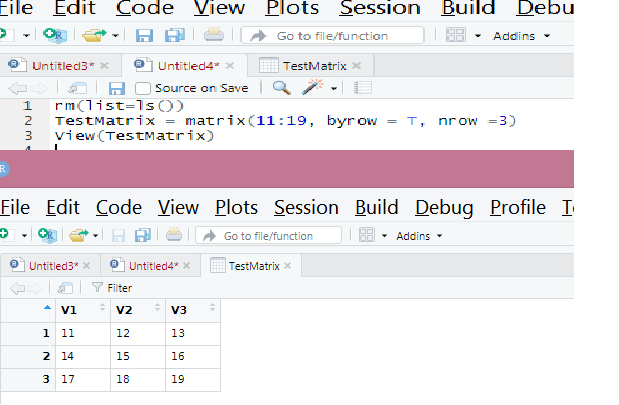 File Edit Code View Plots Session Build Debu
R Go to file/function Addins
R Untitled3* × R Untitled4* × TestMatrix ×
Source on Save
1 rm(list=ls())
2 TestMatrix = matrix(11:19, byrow = T, nrow =3)
3 View(TestMatrix)
4
R
File Edit Code View Plots Session Build Debug Profile T
R Go to file/function Addins
R Untitled3* × R Untitled4* × TestMatrix ×
Filter
V1 V2 V3
1 11 12 13
2 14 15 16
3 17 18 19